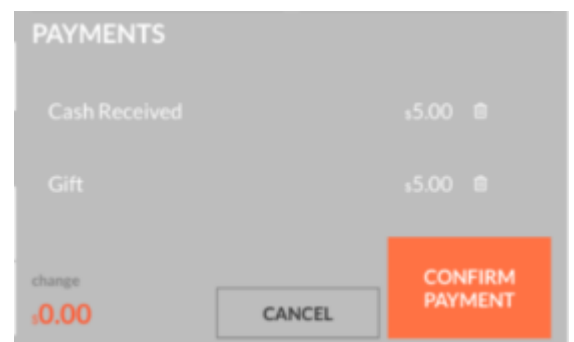 PAYMENTS
Cash Received $5.00
Gift $5.00
change
$0.00
CANCEL
CONFIRM
PAYMENT